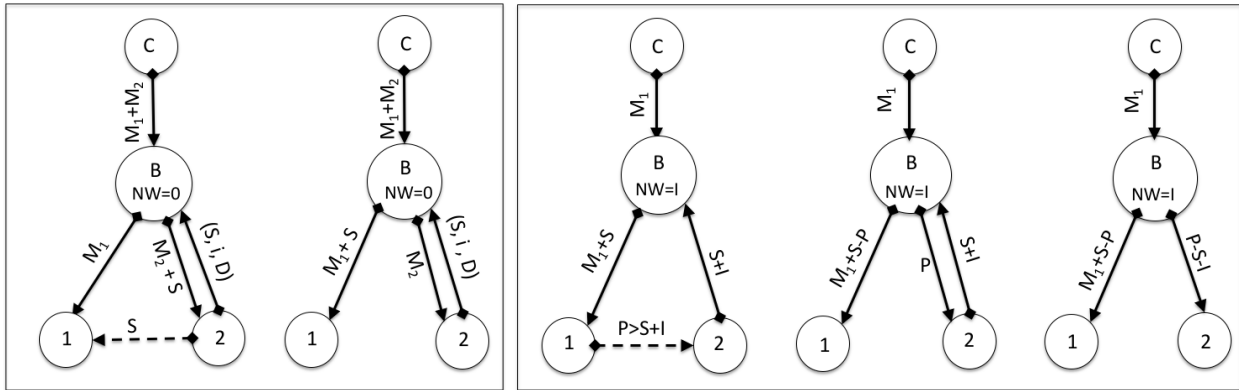 C
M₁+M₂
B
NW=0
M₁
M₂ + S
(S, i, D)
S
1
2
C
M₁+M₂
B
NW=0
M₁+ S
M₂
(S, i , D)
1
2
C
M₁
B
NW=I
M₁+S
S+I
P>S+I
1
2
C
M₁
B
NW=I
M₁+S-P
P
S+I
1
2
C
M₁
B
NW=I
M₁+S-P
P-S-I
1
2